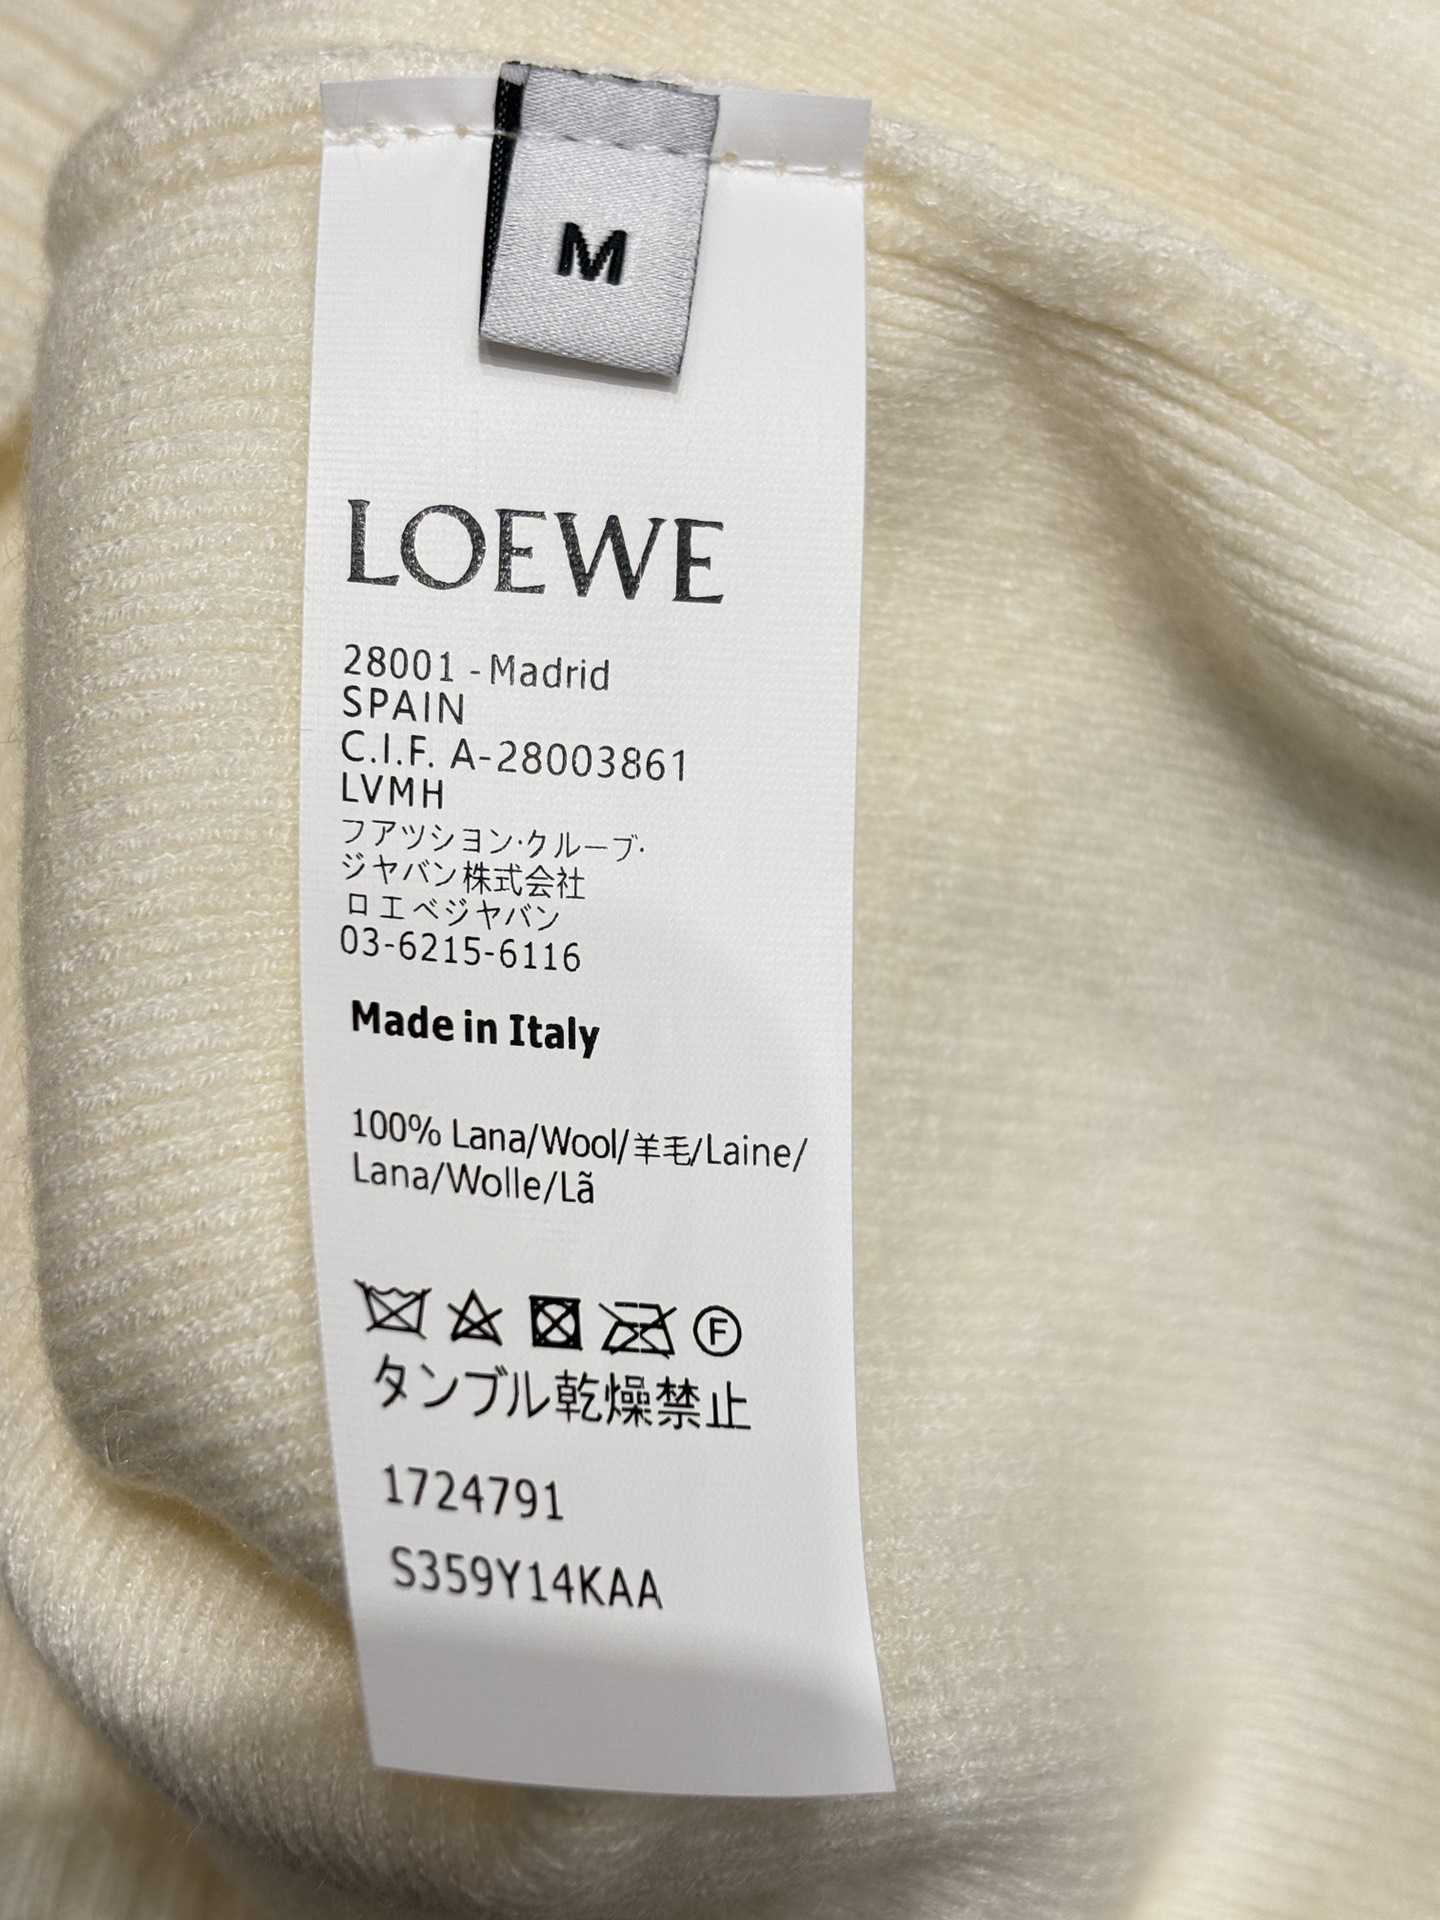 M
LOEWE
28001 - Madrid
SPAIN
C.I.F. A-28003861
LVMH
フアツシヨン·クルーブ·
ジヤバン株式会社
ロエベジヤバン
03-6215-6116
Made in Italy
100% Lana/Wool/羊毛/Laine/
Lana/Wolle/Lã
F
タンブル乾燥禁止
1724791
S359Y14KAA